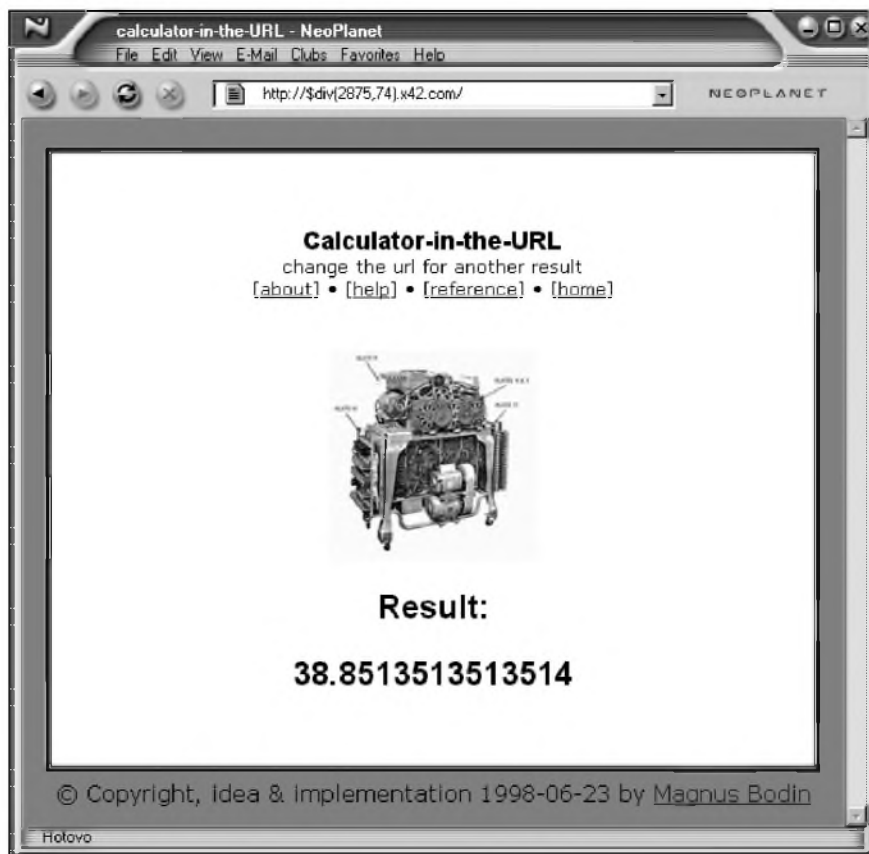 calculator-in-the-URL - NeoPlanet
File Edit View E-Mail Clubs Favorites Help
http://$div(2875,74).x42.com/
NEOPLANET
Calculator-in-the-URL
change the url for another result
[about] • [help] • [reference] • [home]
Result:
38.8513513513514
© Copyright, idea & implementation 1998-06-23 by Magnus Bodin
Hotovo